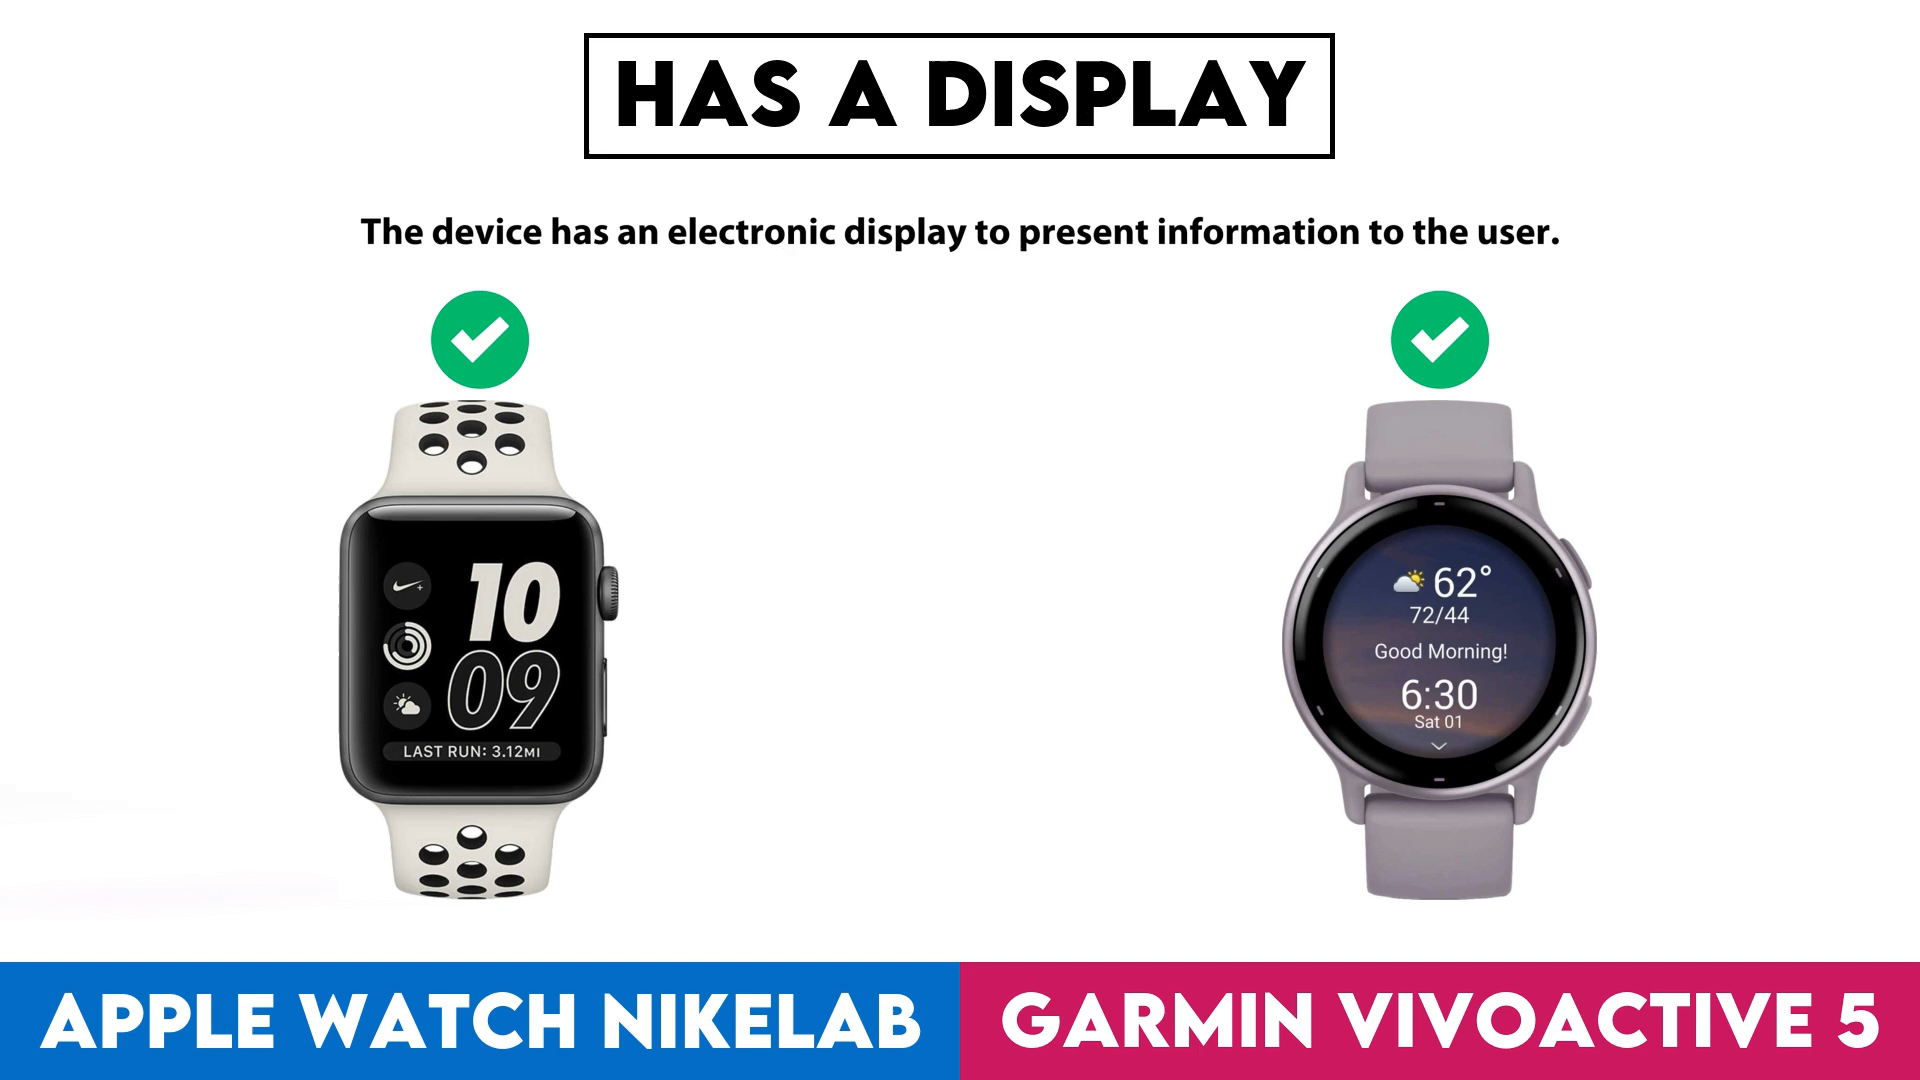 HAS A DISPLAY
The device has an electronic display to present information to the user.
10
09
LAST RUN: 3.12MI
62°
72/44
Good Morning!
6:30
Sat 01
APPLE WATCH NIKELAB
GARMIN VIVOACTIVE 5